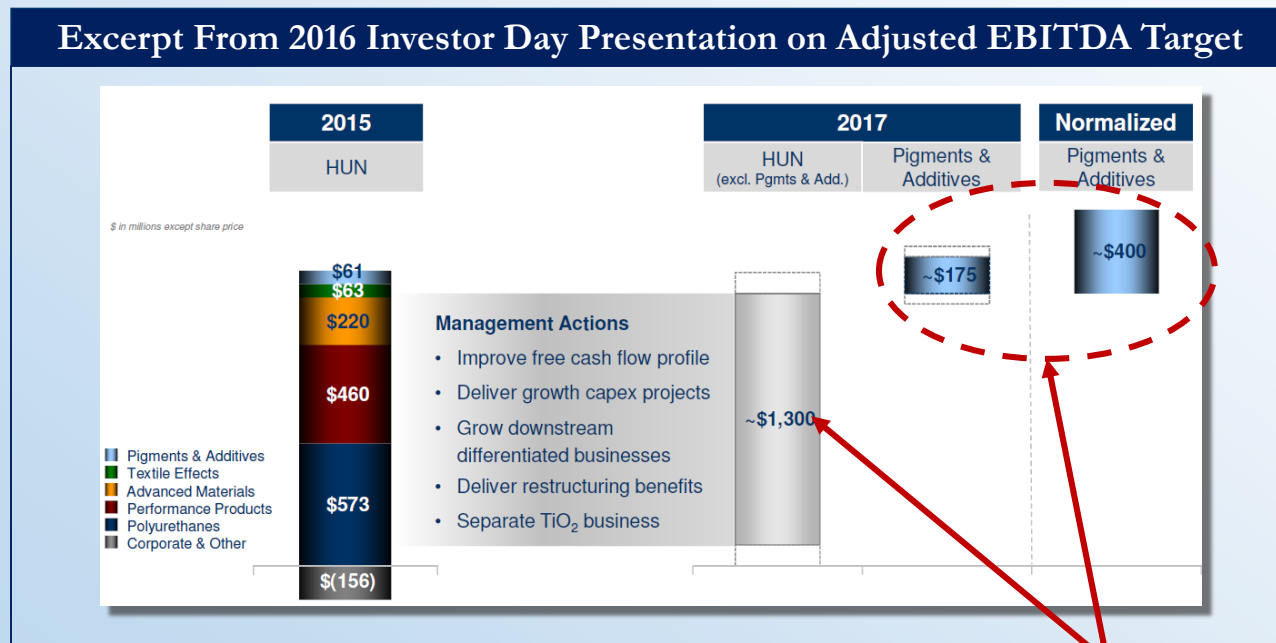 Excerpt From 2016 Investor Day Presentation on Adjusted EBITDA Target
2015
HUN
2017
HUN
(excl. Pgmts & Add.)
Pigments &
Additives
Normalized
Pigments &
Additives
$ in millions except share price
$61
$63
$220
$460
$573
$(156)
Pigments & Additives
Textile Effects
Advanced Materials
Performance Products
Polyurethanes
Corporate & Other
Management Actions
• Improve free cash flow profile
• Deliver growth capex projects
• Grow downstream
differentiated businesses
• Deliver restructuring benefits
• Separate TiO₂ business
~$1,300
~$175
~$400